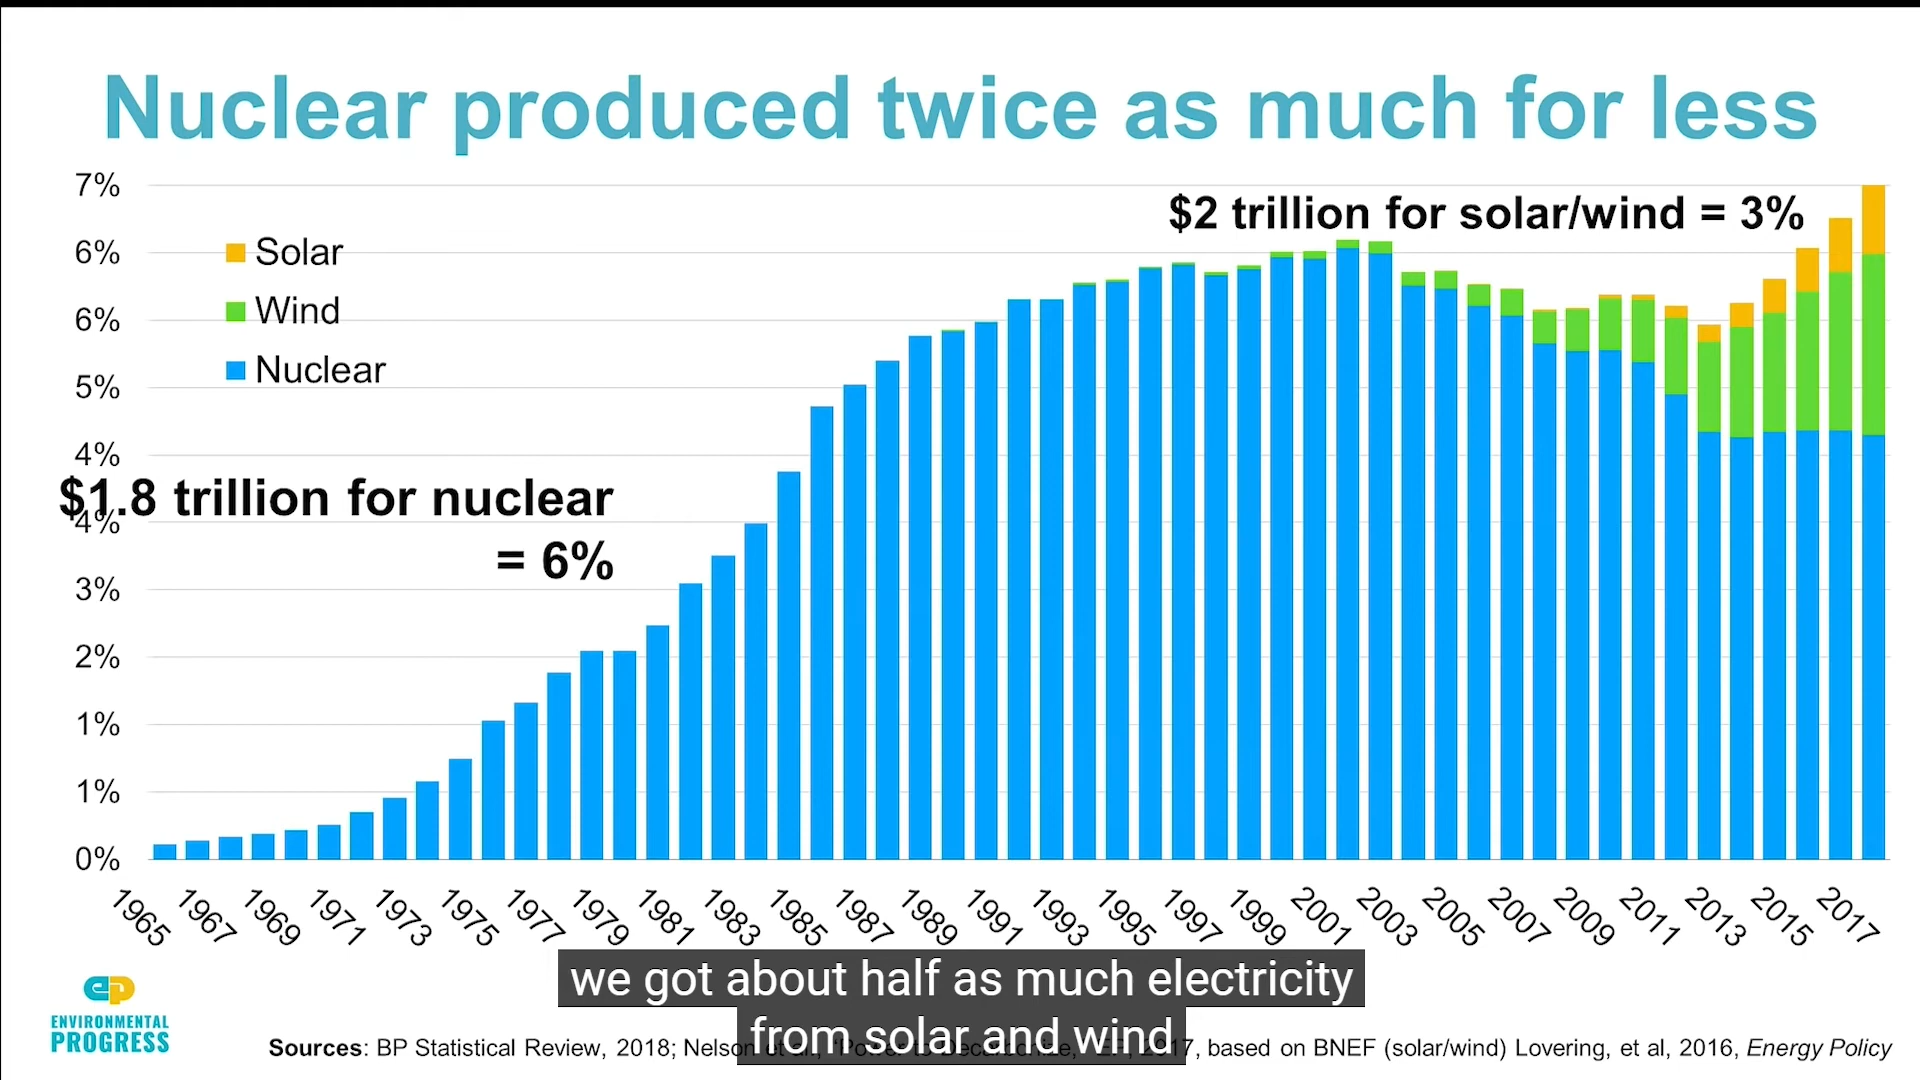 Nuclear produced twice as much for less
7%
6%
6%
5%
4%
4%
3%
2%
1%
1%
0%
Solar
Wind
Nuclear
$2 trillion for solar/wind = 3%
$1.8 trillion for nuclear
= 6%
1965 1967 1969 1971 1973 1975 1977 1979 1981 1983 1985 1987 1989 1991 1993 1995 1997 1999 2001 2003 2005 2007 2009 2011 2013 2015 2017
we got about half as much electricity
from solar and wind
ep
ENVIRONMENTAL
PROGRESS
Sources: BP Statistical Review, 2018; Nelson 17, based on BNEF (solar/wind) Lovering, et al, 2016, Energy Policy